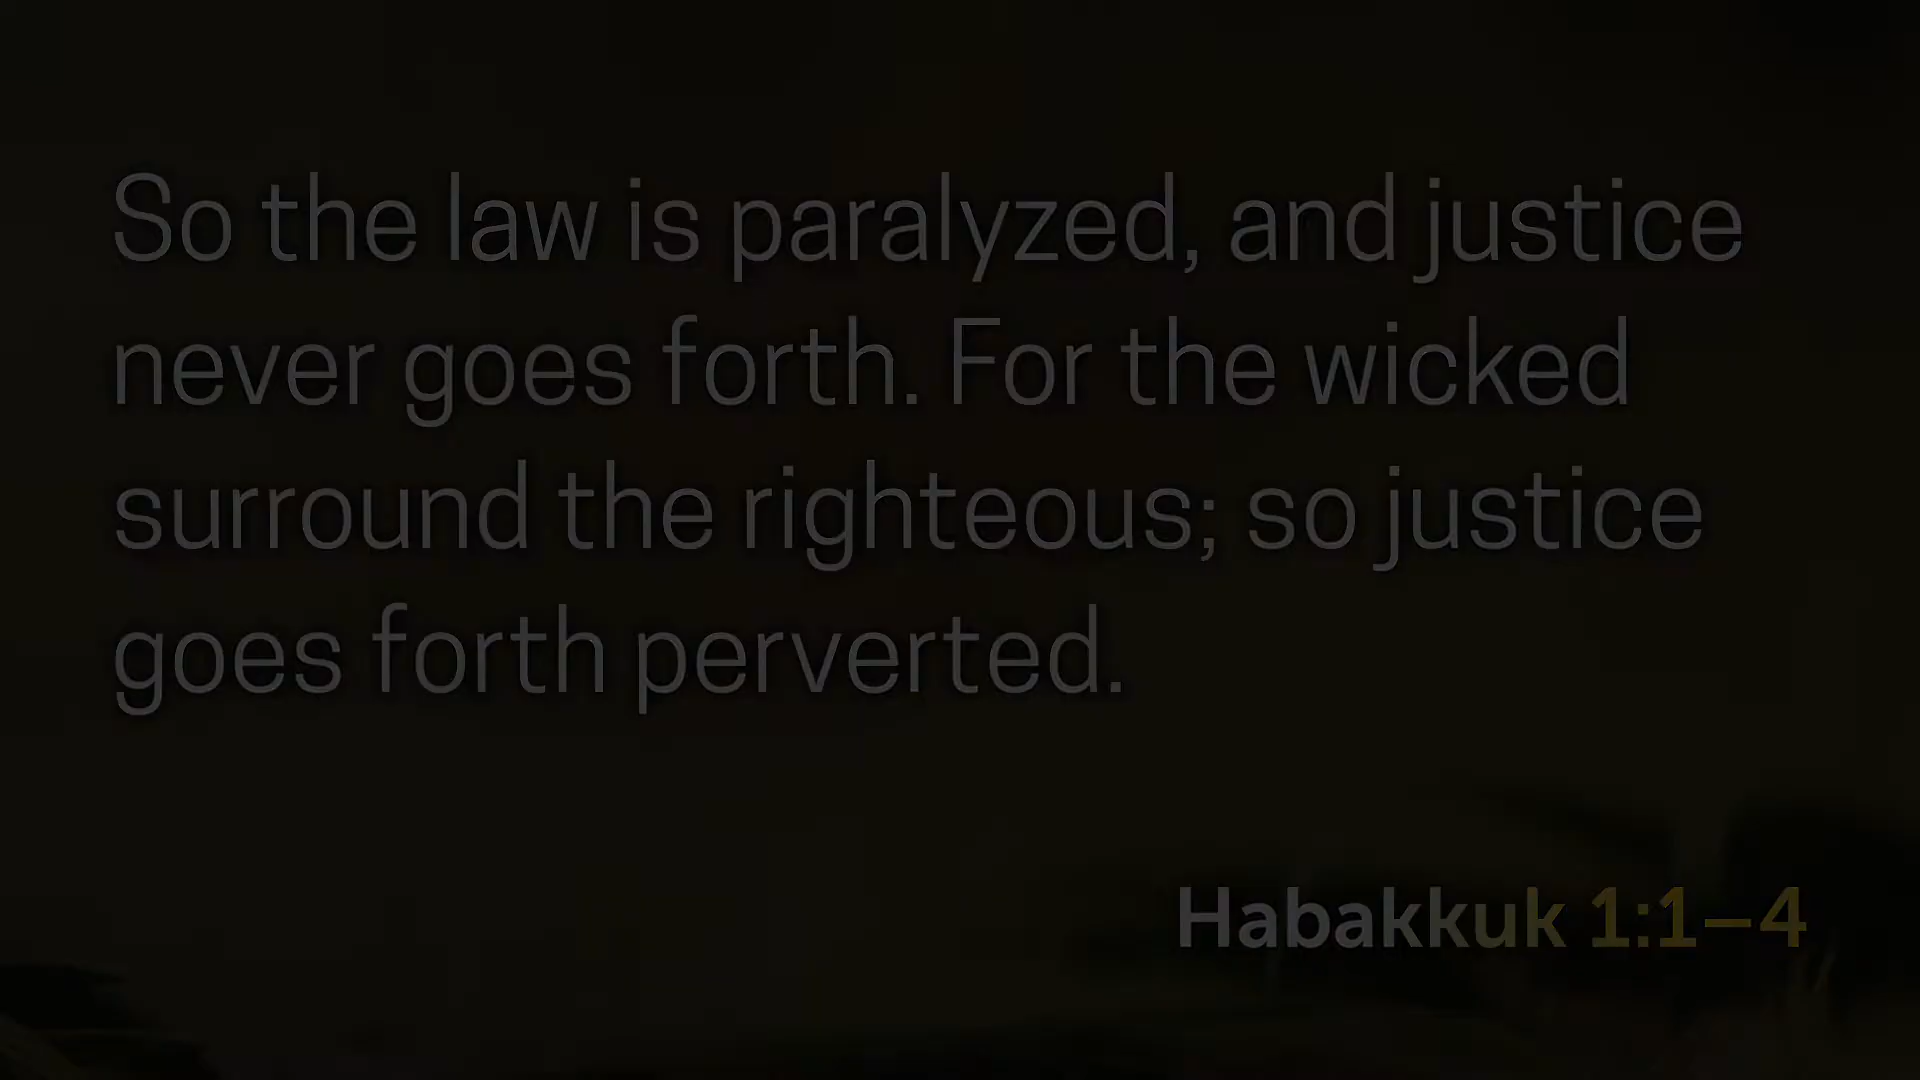 So the law is paralyzed, and justice
never goes forth. For the wicked
surround the righteous; so justice
goes forth perverted.
Habakkuk 1:1–4